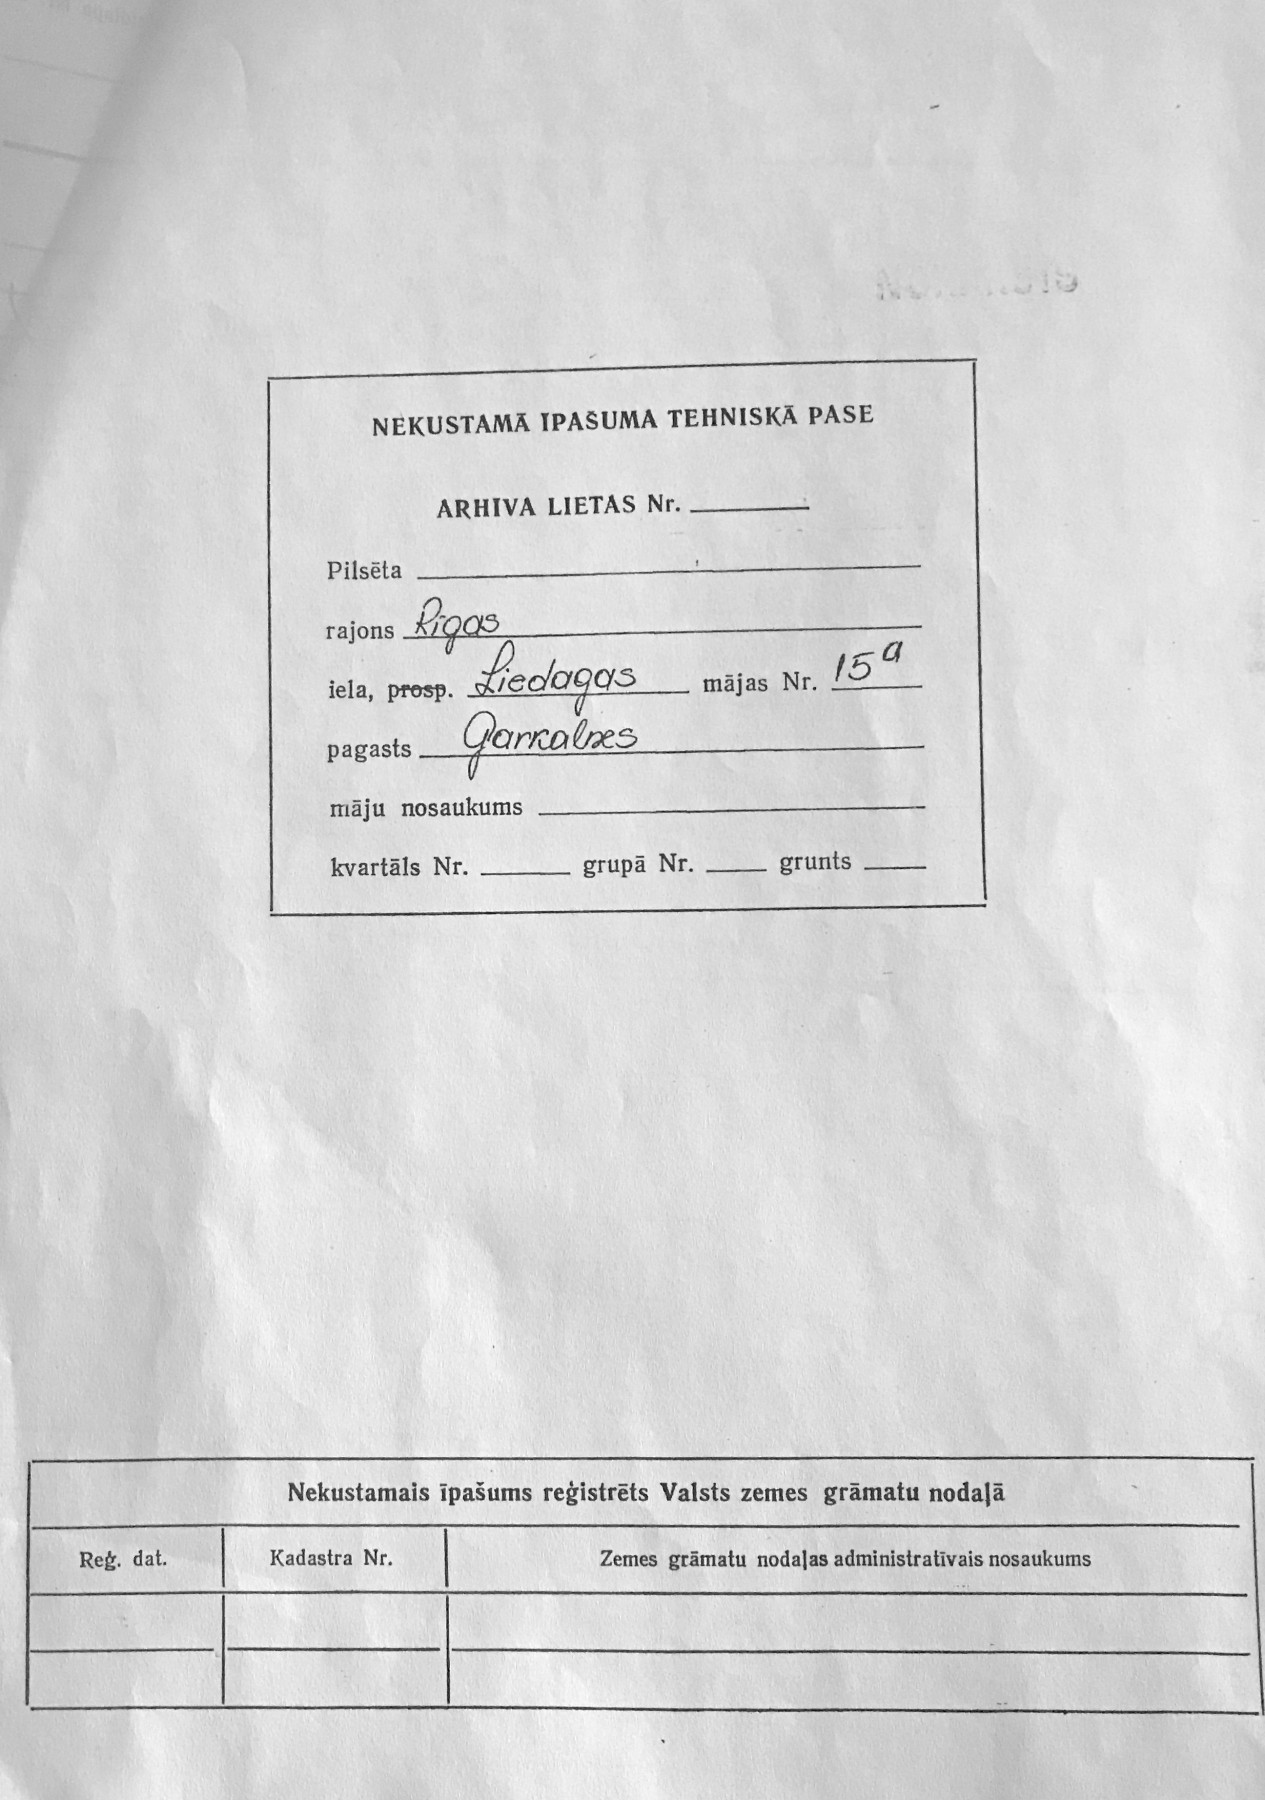 NEKUSTAMĀ ĪPAŠUMA TEHNISKĀ PASE
ARHIVA LIETAS Nr.
Pilsēta
rajons Rīgas
iela, prosp. Liedagas mājas Nr. 15a
pagasts Garkalnes
māju nosaukums
kvartāls Nr. grupā Nr. grunts
Nekustamais īpašums reģistrēts Valsts zemes grāmatu nodaļā
Reģ. dat. Kadastra Nr. Zemes grāmatu nodaļas administratīvais nosaukums